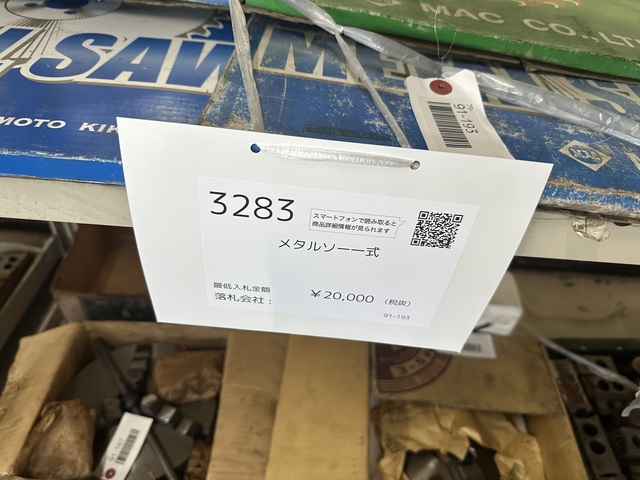 MAC CO.,LT
SAW
MOTO KIK
91-193
3283
スマートフォンで読み取ると
商品詳細情報が見られます
メタルソー一式
最低入札金額
￥20,000 (税抜)
落札会社：
91-193